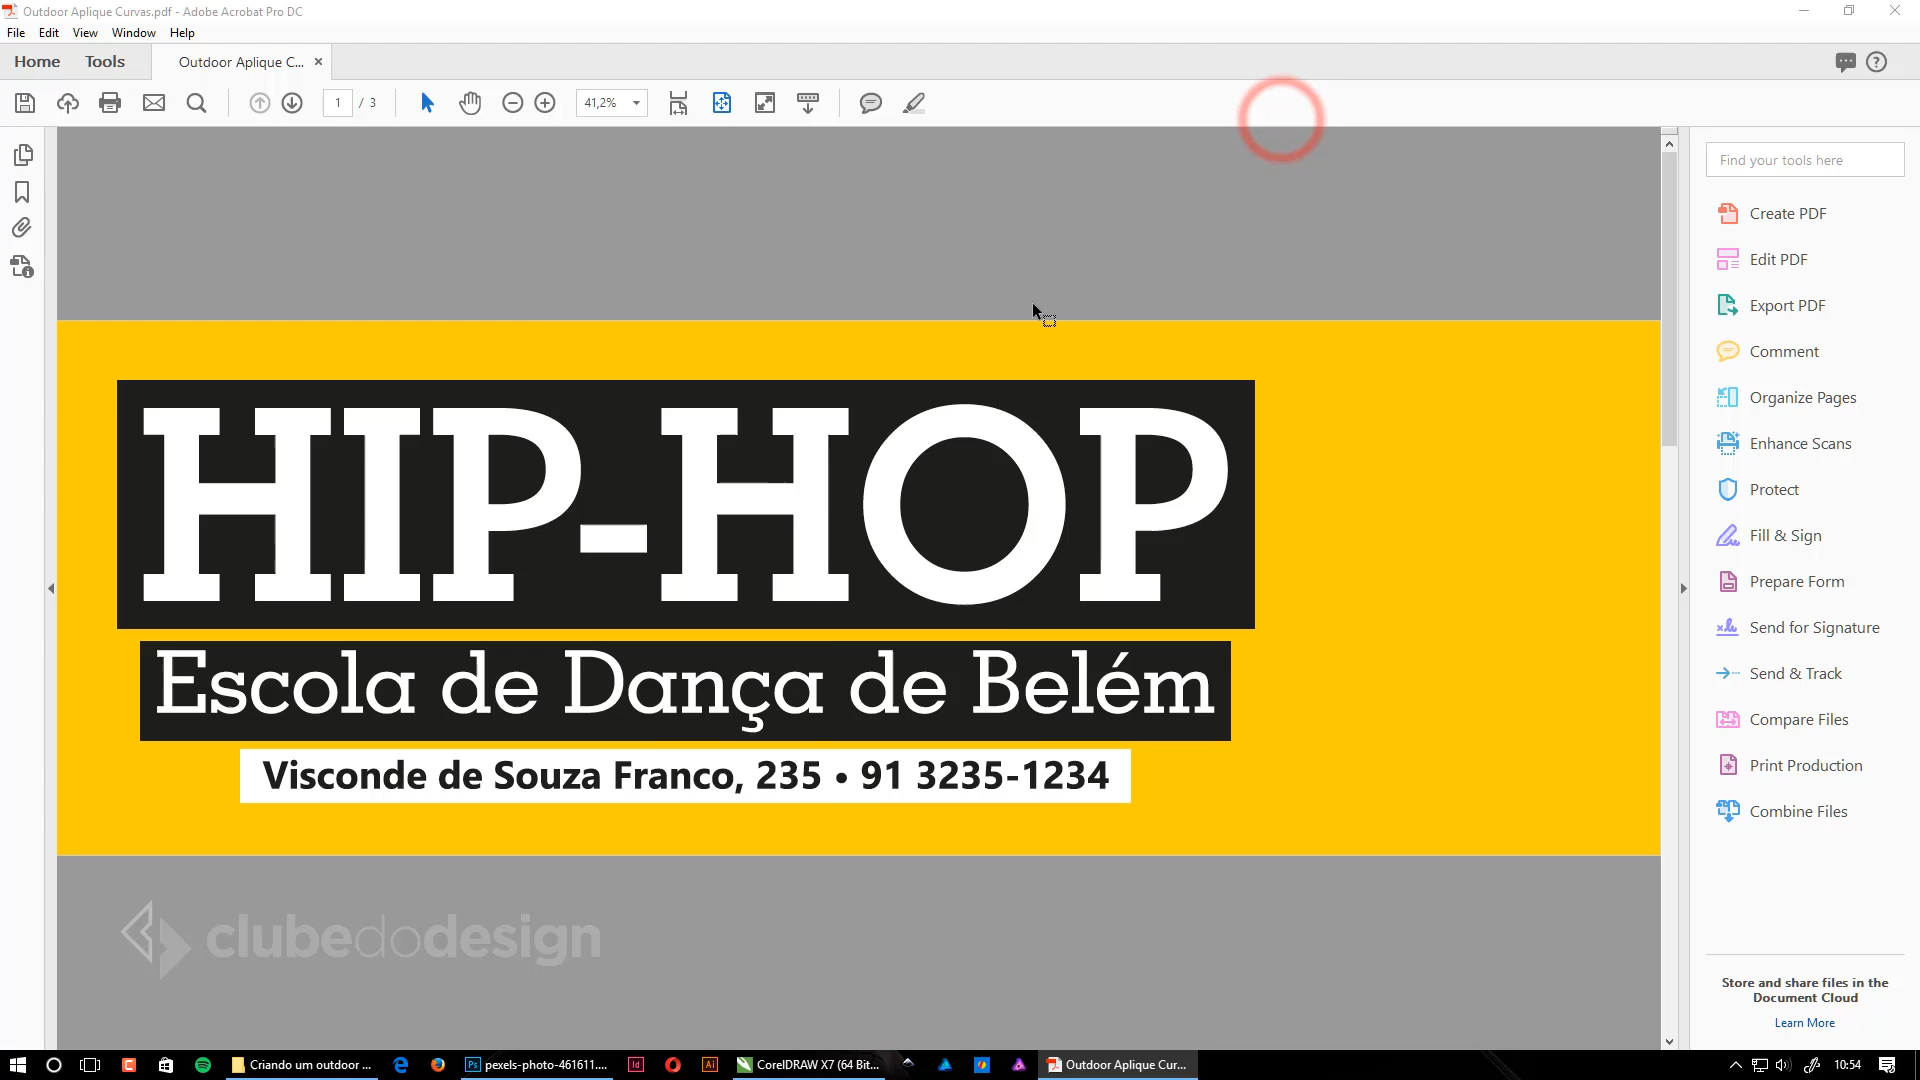 Outdoor Aplique Curvas.pdf - Adobe Acrobat Pro DC
File Edit View Window Help
Home Tools Outdoor Aplique C... ×
1 / 3 41,2%
Find your tools here
Create PDF
Edit PDF
Export PDF
Comment
Organize Pages
Enhance Scans
Protect
Fill & Sign
Prepare Form
Send for Signature
Send & Track
Compare Files
Print Production
Combine Files
Store and share files in the
Document Cloud
Learn More
HIP-HOP
Escola de Dança de Belém
Visconde de Souza Franco, 235 • 91 3235-1234
clubedodesign
Criando um outdoor ... Ps pexels-photo-461611.... Id Ai CorelDRAW X7 (64 Bit... Outdoor Aplique Cur... 10:54